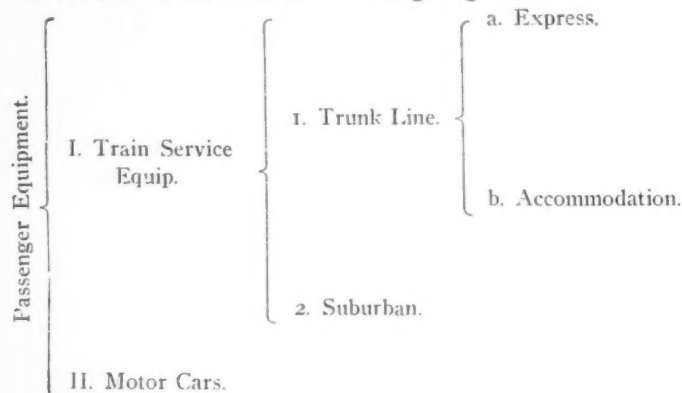 a. Express.
1. Trunk Line.
I. Train Service
Equip.
b. Accommodation.
Passenger Equipment.
2. Suburban.
II. Motor Cars.